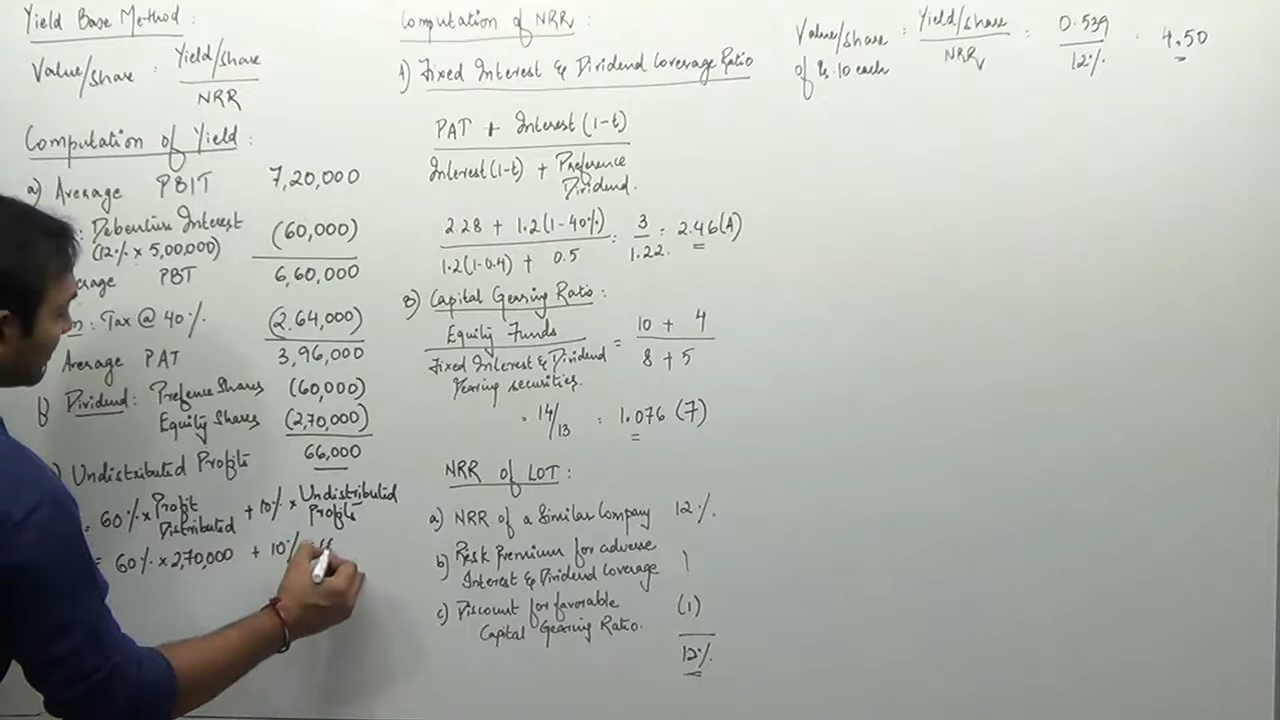 Yield Base Method :
Value/share : Yield/share
NRR
Computation of Yield :
a) Average PBIT 7,20,000
: Debenture Interest
(12% x 5,00,000) (60,000)
erage PBT 6,60,000
: Tax @ 40% (2,64,000)
Average PAT 3,96,000
Dividend : Prefense Shares (60,000)
Equity Shares (2,70,000)
) Undistributed Profits 66,000
= 60% x Profit Distributed + 10% x Undistributed Profits
= 60% x 2,70,000 + 10%
Computation of NRR :
A) Fixed Interest & Dividend Coverage Ratio
PAT + Interest (1-t)
Interest (1-t) + Preference
Dividend.
2.28 + 1.2(1-40%)
1.2(1-0.4) + 0.5
= 3
1.22.
= 2.46(A)
B) Capital Gearing Ratio :
Equity Funds
Fixed Interest & Dividend
Yearing securities.
= 10 + 4
8 + 5
= 14/13 = 1.076 (7)
NRR of LOT :
a) NRR of a Similar Company 12%.
b) Risk Premium for adverse
Interest & Dividend Coverage 1
c) Discount for favorable
Capital Gearing Ratio. (1)
12%.
Value/share : Yield/share : 0.539 . 4.50
of Rs. 10 each NRR 12%.